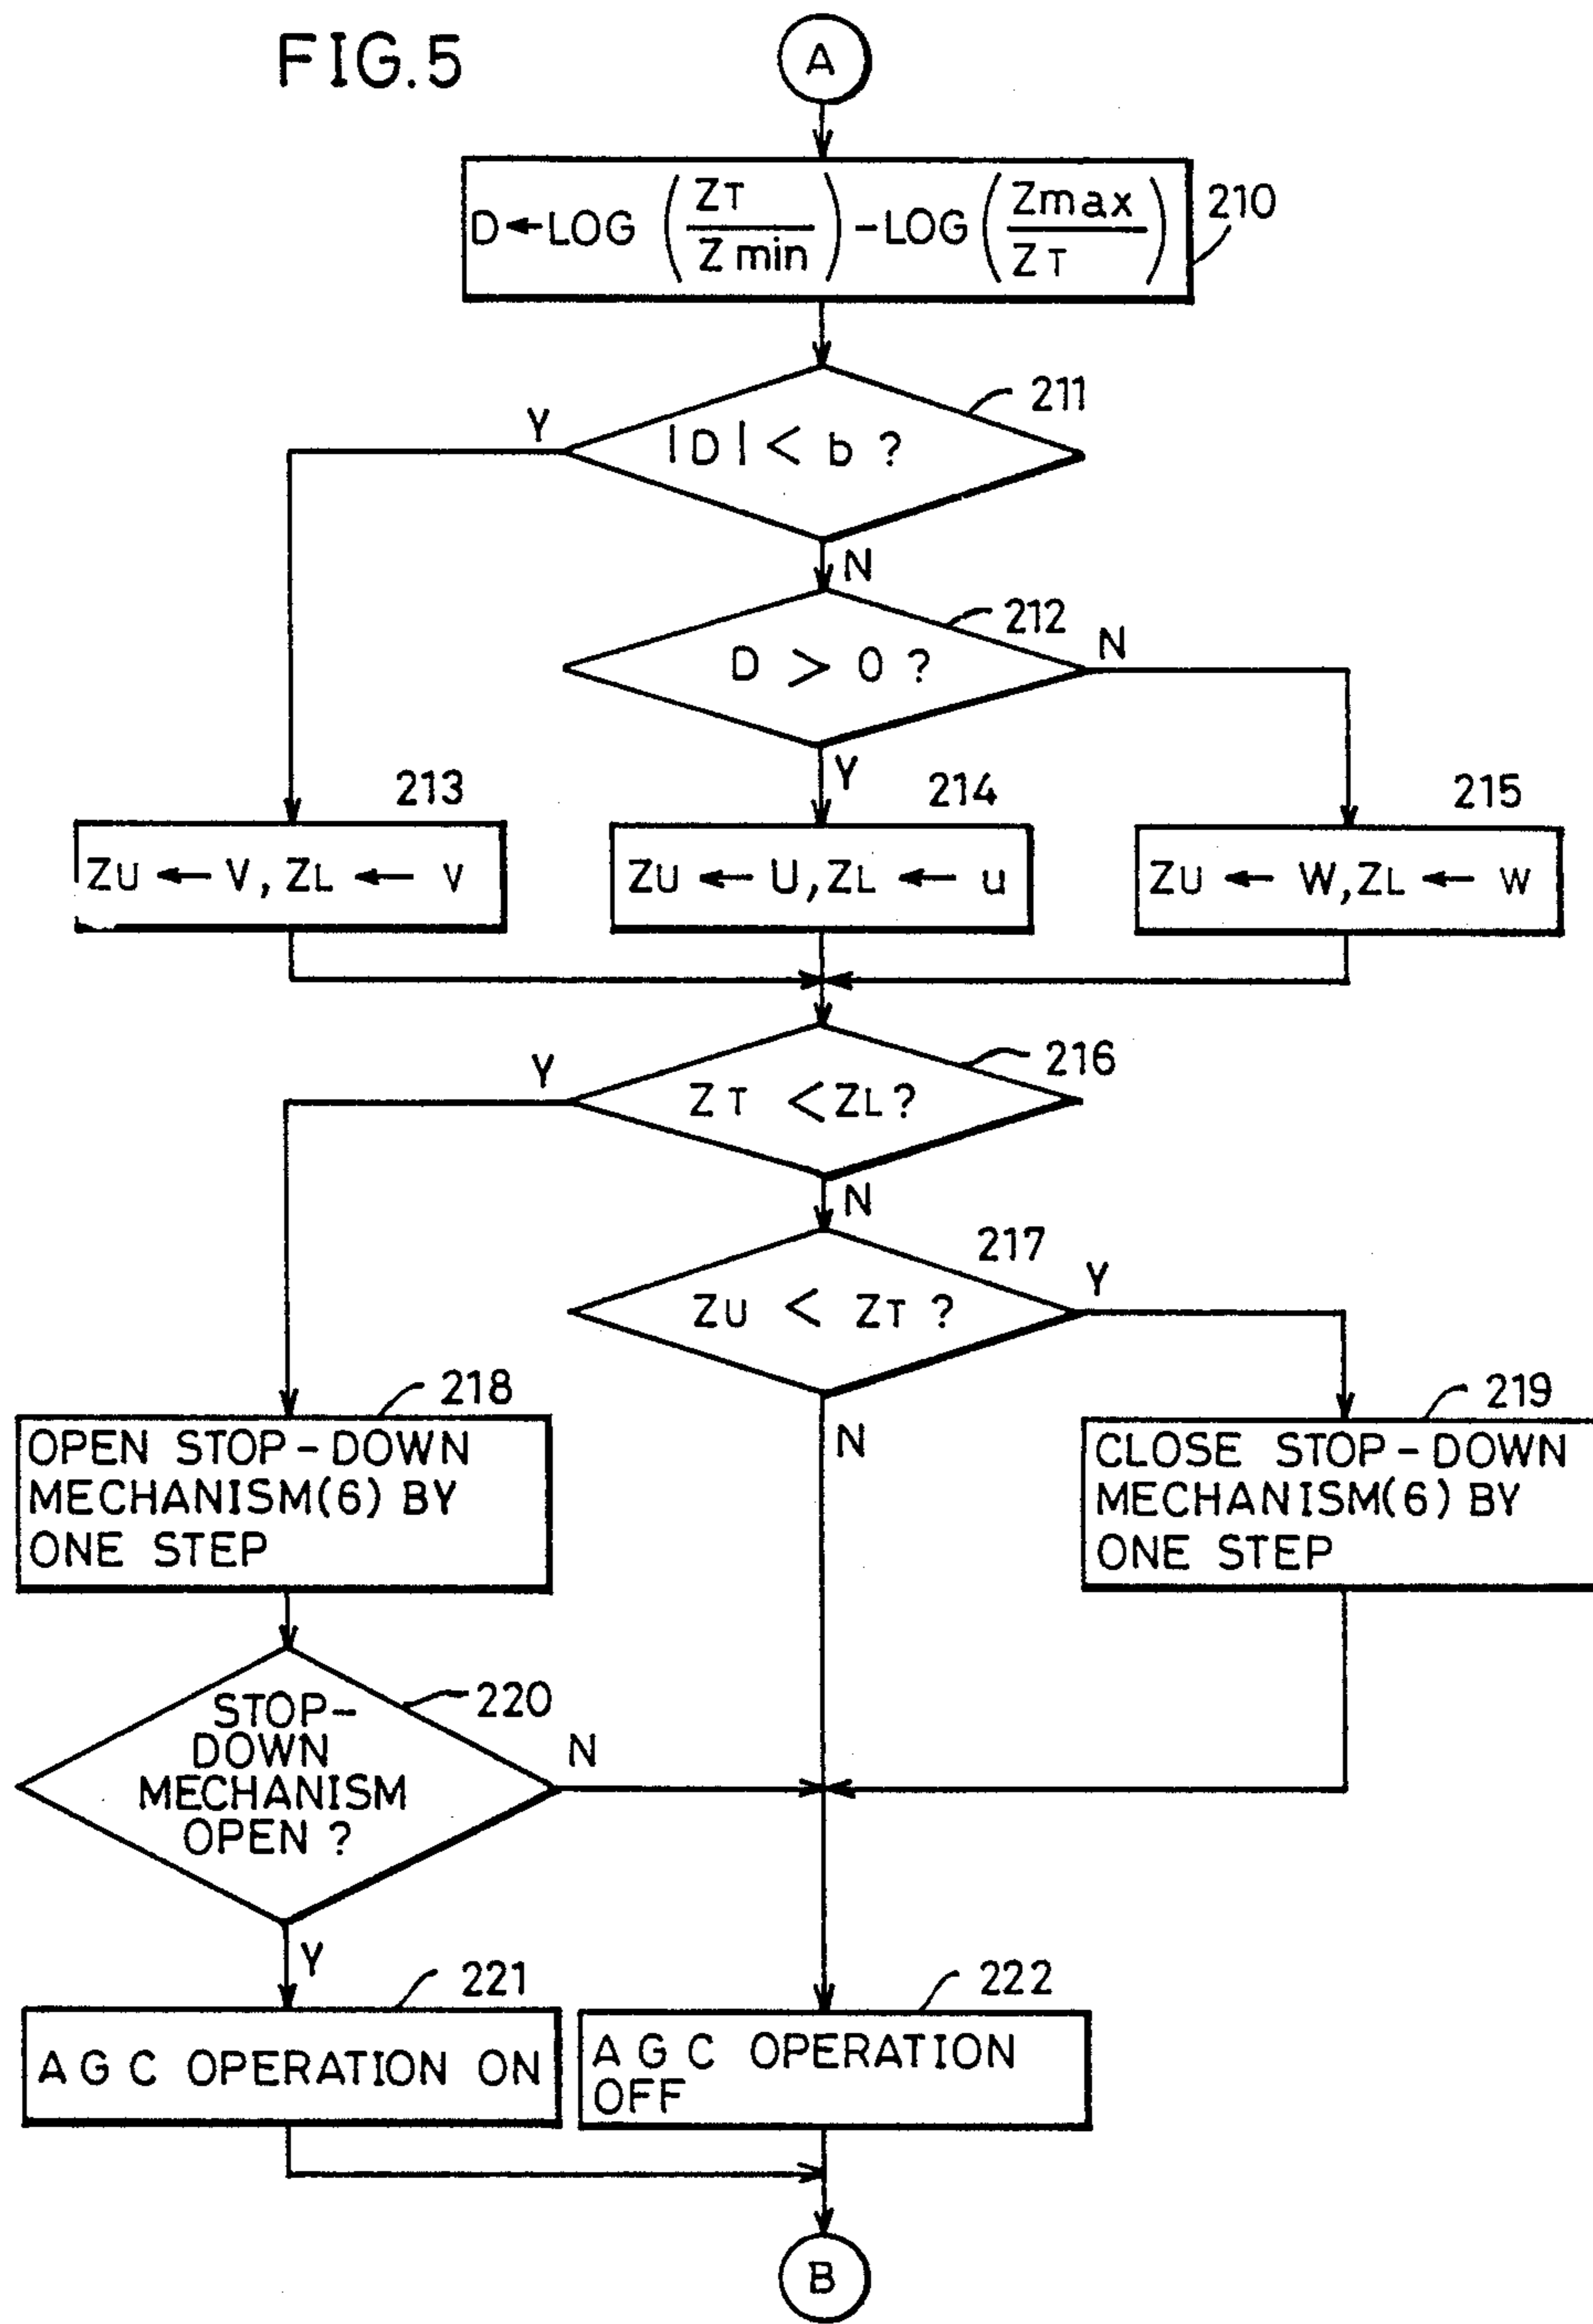 FIG.5
A
D←LOG (ZT/Zmin)-LOG(Zmax/ZT)
210
211
Y
|D| < b ?
N
212
N
D > 0 ?
Y
213
214
215
ZU ← V, ZL ← v
ZU ← U, ZL ← u
ZU ← W, ZL ← w
216
Y
ZT < ZL?
N
217
Y
ZU < ZT ?
N
218
219
OPEN STOP-DOWN
MECHANISM(6) BY
ONE STEP
CLOSE STOP-DOWN
MECHANISM(6) BY
ONE STEP
220
STOP-
DOWN
MECHANISM
OPEN ?
N
Y
221
222
AGC OPERATION ON
AGC OPERATION
OFF
B